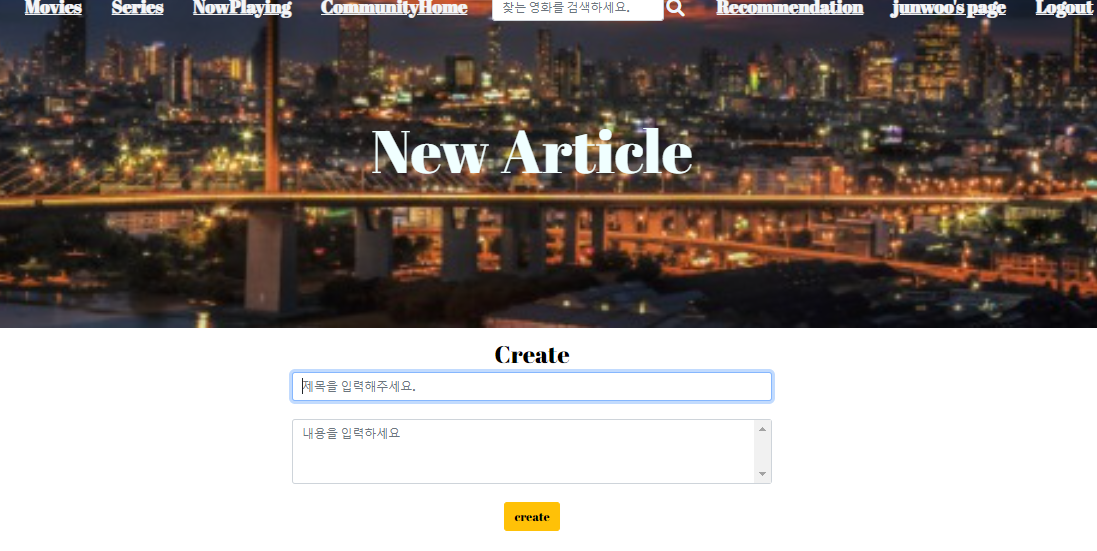 Movies Series NowPlaying CommunityHome 찾는 영화를 검색하세요. Recommendation junwoo's page Logout
New Article
Create
제목을 입력해주세요.
내용을 입력하세요
create